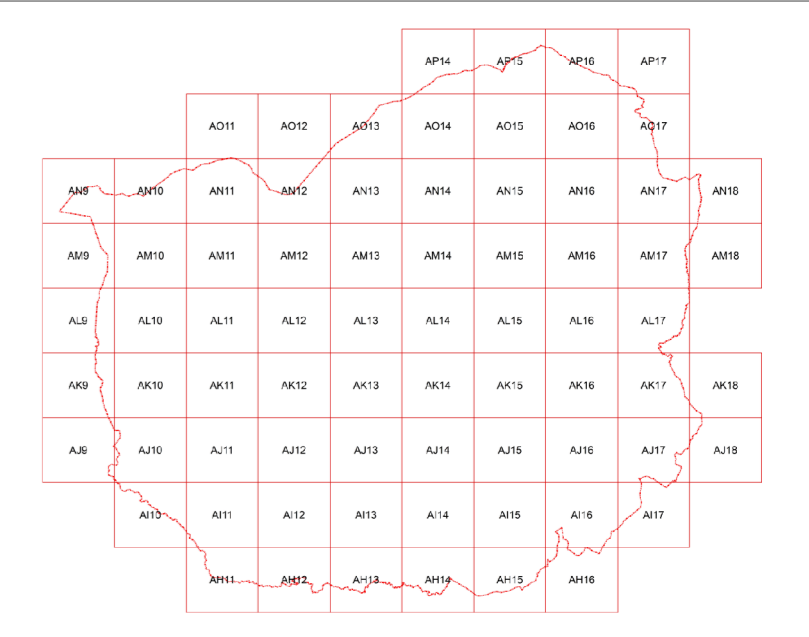 AP14 AP15 AP16 AP17
AO11 AO12 AO13 AO14 AO15 AO16 AO17
AN9 AN10 AN11 AN12 AN13 AN14 AN15 AN16 AN17 AN18
AM9 AM10 AM11 AM12 AM13 AM14 AM15 AM16 AM17 AM18
AL9 AL10 AL11 AL12 AL13 AL14 AL15 AL16 AL17
AK9 AK10 AK11 AK12 AK13 AK14 AK15 AK16 AK17 AK18
AJ9 AJ10 AJ11 AJ12 AJ13 AJ14 AJ15 AJ16 AJ17 AJ18
AI10 AI11 AI12 AI13 AI14 AI15 AI16 AI17
AH11 AH12 AH13 AH14 AH15 AH16